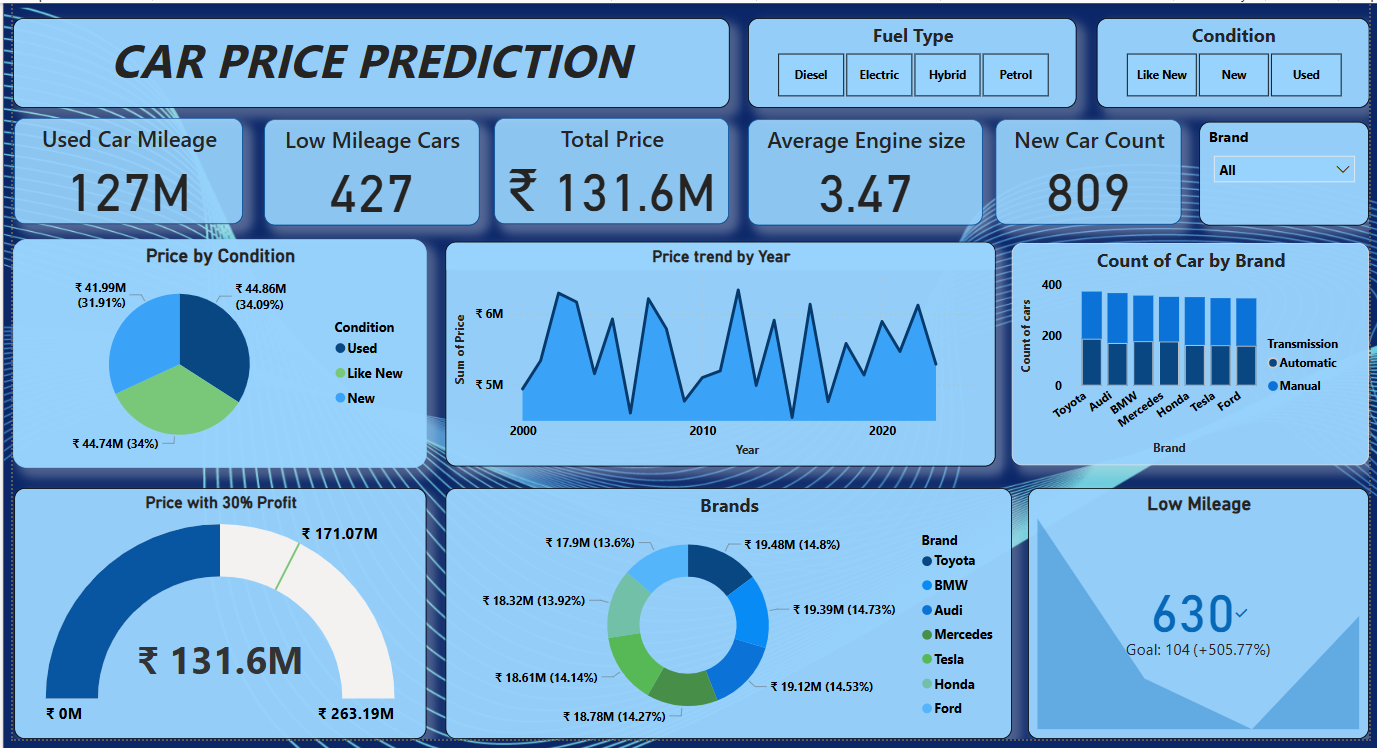 CAR PRICE PREDICTION
Fuel Type
Diesel Electric Hybrid Petrol
Condition
Like New New Used
Used Car Mileage
127M
Low Mileage Cars
427
Total Price
₹ 131.6M
Average Engine size
3.47
New Car Count
809
Brand
All
Price by Condition
₹ 41.99M
(31.91%)
₹ 44.86M
(34.09%)
₹ 44.74M (34%)
Condition
Used
Like New
New
Price trend by Year
Sum of Price
₹ 6M
₹ 5M
2000 2010 2020
Year
Count of Car by Brand
Count of cars
400
200
0
Toyota Audi BMW Mercedes Honda Tesla Ford
Brand
Transmission
Automatic
Manual
Price with 30% Profit
₹ 171.07M
₹ 131.6M
₹ 0M
₹ 263.19M
Brands
₹ 17.9M (13.6%)
₹ 19.48M (14.8%)
₹ 18.32M (13.92%)
₹ 19.39M (14.73%)
₹ 18.61M (14.14%)
₹ 19.12M (14.53%)
₹ 18.78M (14.27%)
Brand
Toyota
BMW
Audi
Mercedes
Tesla
Honda
Ford
Low Mileage
630
Goal: 104 (+505.77%)